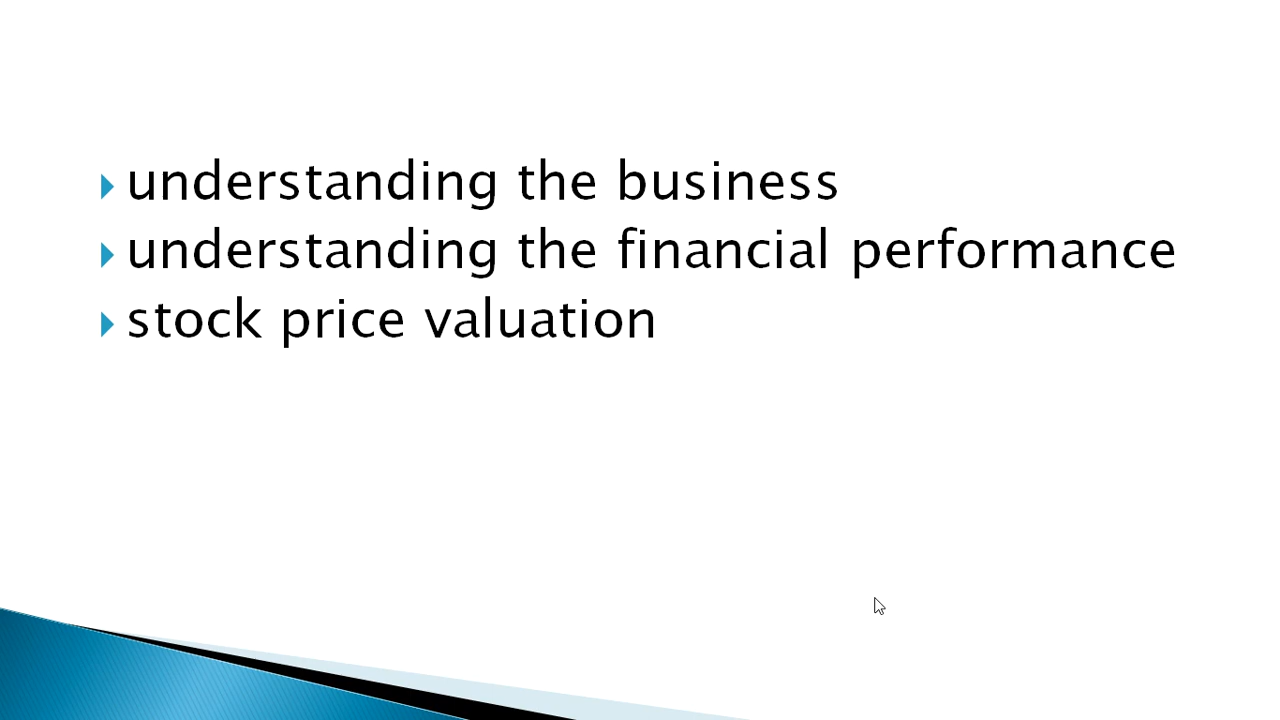 understanding the business
understanding the financial performance
stock price valuation